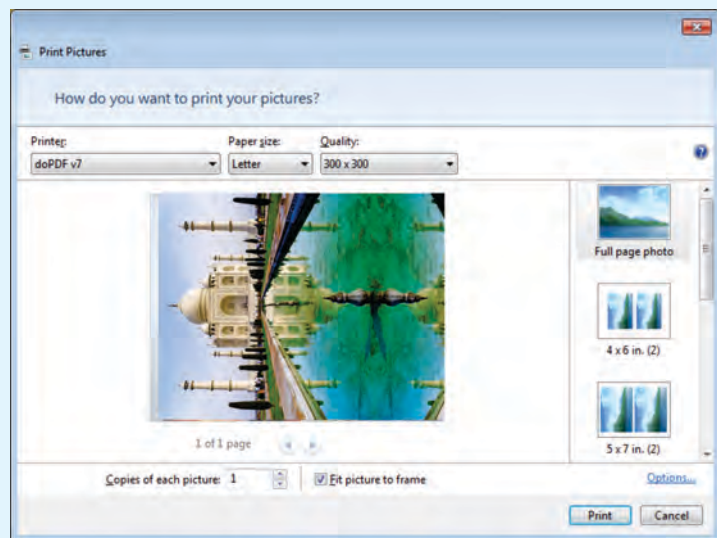 Print Pictures
How do you want to print your pictures?
Printer: Paper size: Quality:
doPDF v7 Letter 300 x 300
Full page photo
4 x 6 in. (2)
5 x 7 in. (2)
1 of 1 page
Copies of each picture: 1 Fit picture to frame Options...
Print Cancel